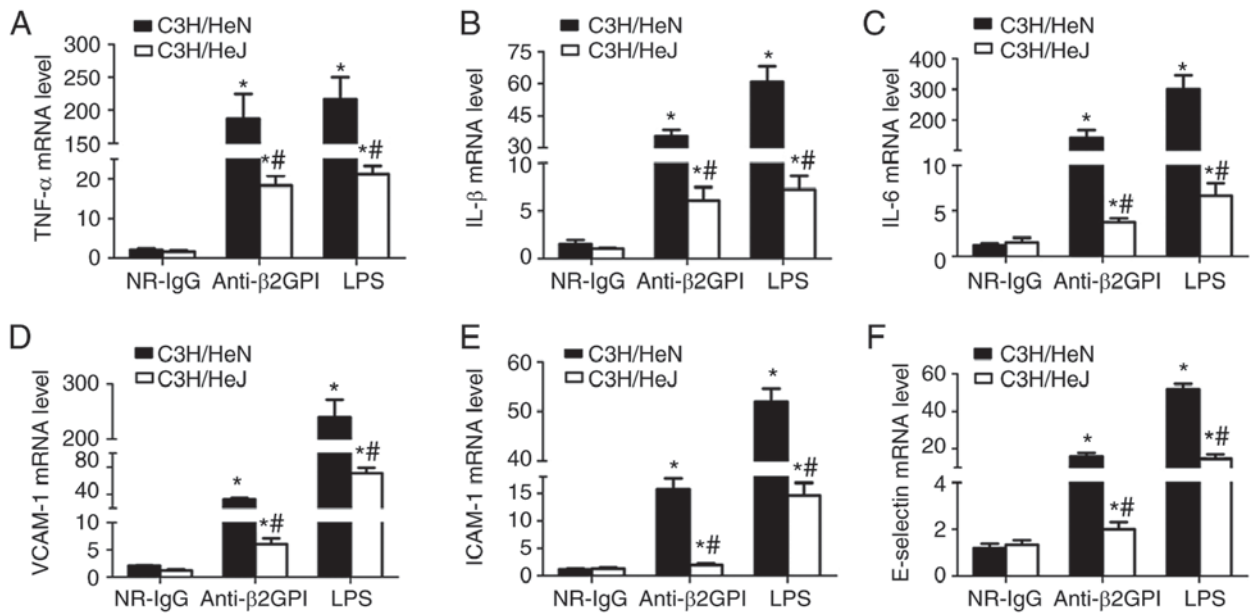 A
C3H/HeN
C3H/HeJ
TNF-α mRNA level
300
250
200
150
20
10
0
*
*#
*
*#
NR-IgG Anti-β2GPI LPS
B
C3H/HeN
C3H/HeJ
IL-β mRNA level
75
60
45
30
10
5
0
*
*#
*
*#
NR-IgG Anti-β2GPI LPS
C
C3H/HeN
C3H/HeJ
IL-6 mRNA level
400
300
200
100
10
5
0
*
*#
*
*#
NR-IgG Anti-β2GPI LPS
D
C3H/HeN
C3H/HeJ
VCAM-1 mRNA level
300
200
80
40
10
5
0
*
*#
*
*#
NR-IgG Anti-β2GPI LPS
E
C3H/HeN
C3H/HeJ
ICAM-1 mRNA level
60
50
40
15
10
5
0
*
*#
*
*#
NR-IgG Anti-β2GPI LPS
F
C3H/HeN
C3H/HeJ
E-selectin mRNA level
60
40
20
4
2
0
*
*#
*
*#
NR-IgG Anti-β2GPI LPS